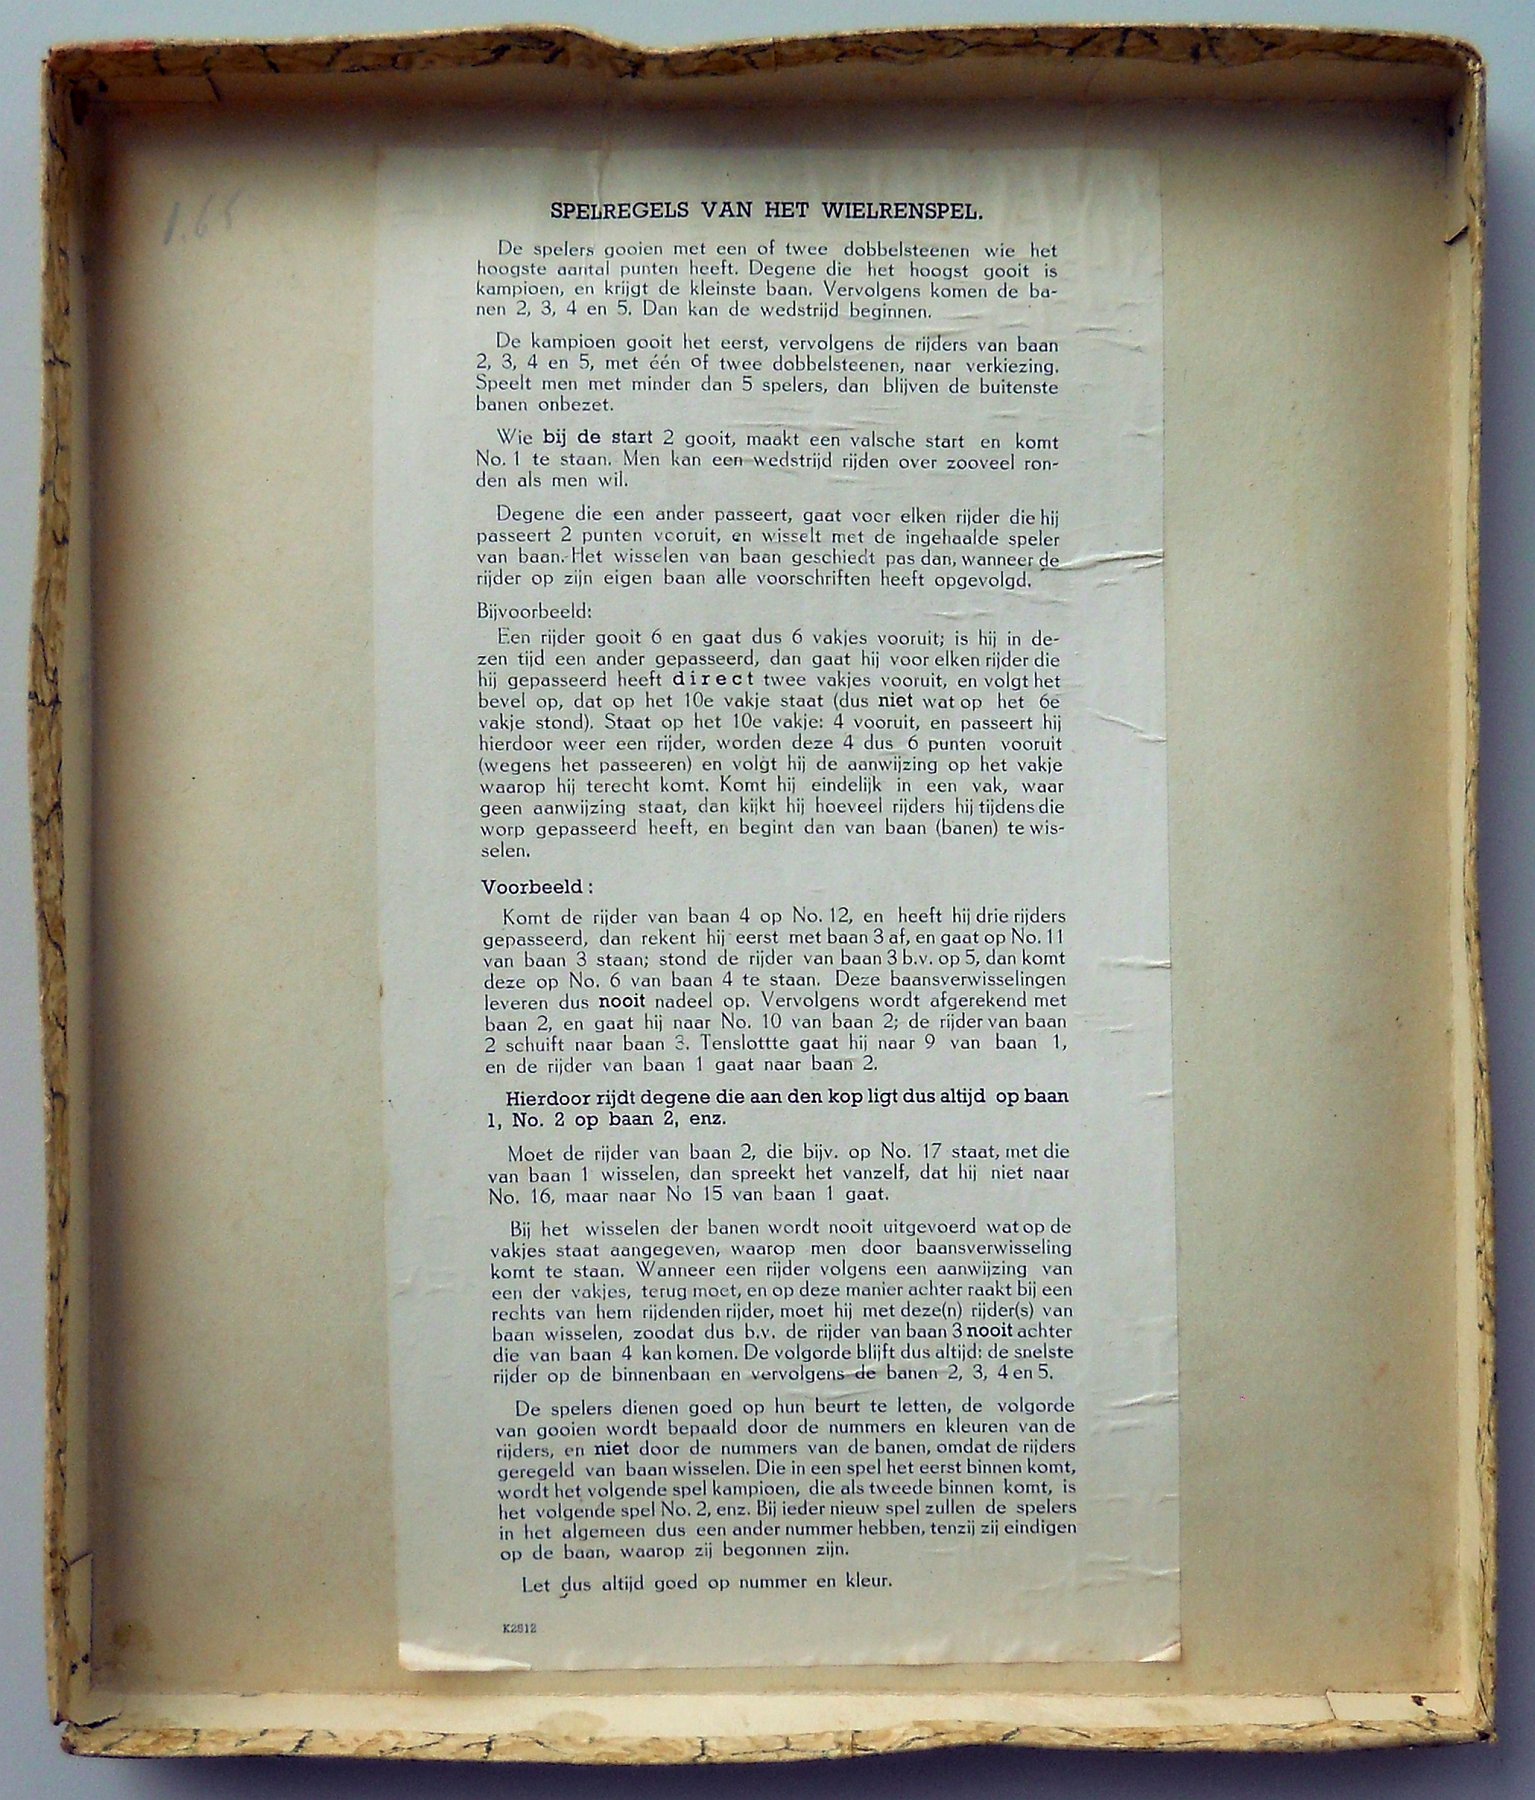 1.65
SPELREGELS VAN HET WIELRENSPEL.
De spelers gooien met een of twee dobbelsteenen wie het
hoogste aantal punten heeft. Degene die het hoogst gooit is
kampioen, en krijgt de kleinste baan. Vervolgens komen de ba-
nen 2, 3, 4 en 5. Dan kan de wedstrijd beginnen.
De kampioen gooit het eerst, vervolgens de rijders van baan
2, 3, 4 en 5, met één of twee dobbelsteenen, naar verkiezing.
Speelt men met minder dan 5 spelers, dan blijven de buitenste
banen onbezet.
Wie bij de start 2 gooit, maakt een valsche start en komt
No. 1 te staan. Men kan een wedstrijd rijden over zooveel ron-
den als men wil.
Degene die een ander passeert, gaat voor elken rijder die hij
passeert 2 punten vooruit, en wisselt met de ingehaalde speler
van baan. Het wisselen van baan geschiedt pas dan, wanneer de
rijder op zijn eigen baan alle voorschriften heeft opgevolgd.
Bijvoorbeeld:
Een rijder gooit 6 en gaat dus 6 vakjes vooruit; is hij in de-
zen tijd een ander gepasseerd, dan gaat hij voor elken rijder die
hij gepasseerd heeft direct twee vakjes vooruit, en volgt het
bevel op, dat op het 10e vakje staat (dus niet wat op het 6e
vakje stond). Staat op het 10e vakje: 4 vooruit, en passeert hij
hierdoor weer een rijder, worden deze 4 dus 6 punten vooruit
(wegens het passeeren) en volgt hij de aanwijzing op het vakje
waarop hij terecht komt. Komt hij eindelijk in een vak, waar
geen aanwijzing staat, dan kijkt hij hoeveel rijders hij tijdens die
worp gepasseerd heeft, en begint dan van baan (banen) te wis-
selen.
Voorbeeld:
Komt de rijder van baan 4 op No. 12, en heeft hij drie rijders
gepasseerd, dan rekent hij eerst met baan 3 af, en gaat op No. 11
van baan 3 staan; stond de rijder van baan 3 b.v. op 5, dan komt
deze op No. 6 van baan 4 te staan. Deze baansverwisselingen
leveren dus nooit nadeel op. Vervolgens wordt afgerekend met
baan 2, en gaat hij naar No. 10 van baan 2; de rijder van baan
2 schuift naar baan 3. Tenslottte gaat hij naar 9 van baan 1,
en de rijder van baan 1 gaat naar baan 2.
Hierdoor rijdt degene die aan den kop ligt dus altijd op baan
1, No. 2 op baan 2, enz.
Moet de rijder van baan 2, die bijv. op No. 17 staat, met die
van baan 1 wisselen, dan spreekt het vanzelf, dat hij niet naar
No. 16, maar naar No 15 van baan 1 gaat.
Bij het wisselen der banen wordt nooit uitgevoerd wat op de
vakjes staat aangegeven, waarop men door baansverwisseling
komt te staan. Wanneer een rijder volgens een aanwijzing van
een der vakjes, terug moet, en op deze manier achter raakt bij een
rechts van hem rijdenden rijder, moet hij met deze(n) rijder(s) van
baan wisselen, zoodat dus b.v. de rijder van baan 3 nooit achter
die van baan 4 kan komen. De volgorde blijft dus altijd: de snelste
rijder op de binnenbaan en vervolgens de banen 2, 3, 4 en 5.
De spelers dienen goed op hun beurt te letten, de volgorde
van gooien wordt bepaald door de nummers en kleuren van de
rijders, en niet door de nummers van de banen, omdat de rijders
geregeld van baan wisselen. Die in een spel het eerst binnen komt,
wordt het volgende spel kampioen, die als tweede binnen komt, is
het volgende spel No. 2, enz. Bij ieder nieuw spel zullen de spelers
in het algemeen dus een ander nummer hebben, tenzij zij eindigen
op de baan, waarop zij begonnen zijn.
Let dus altijd goed op nummer en kleur.
K2812